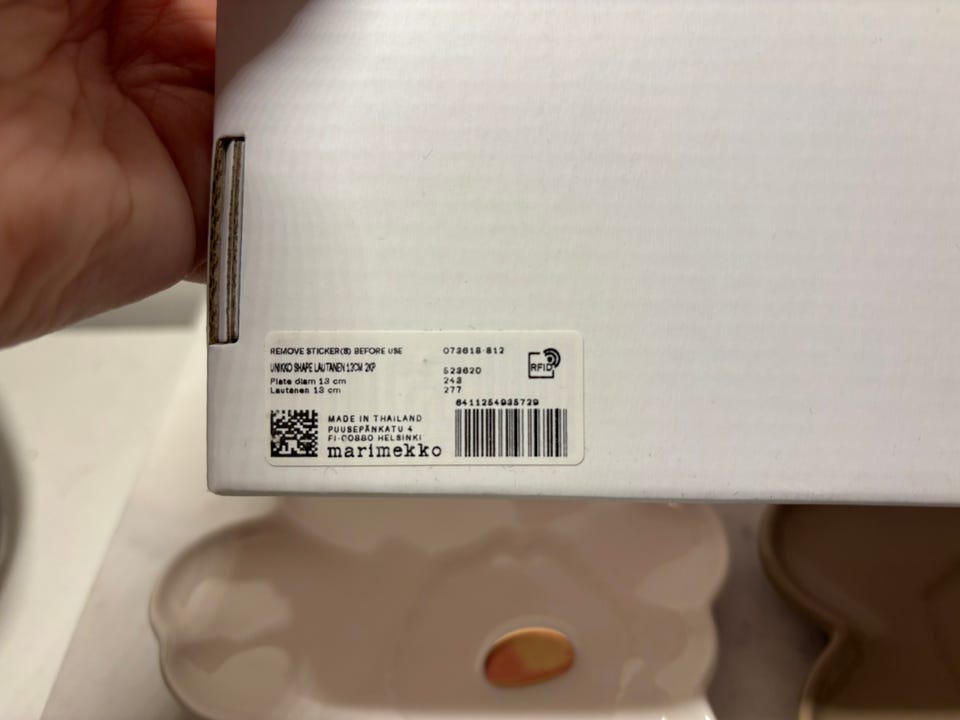 REMOVE STICKER(S) BEFORE USE
073618-812
UNIKKO SHAPE LAUTANEN 13CM 2KP
Plate diam 13 cm
Lautanen 13 cm
523620
243
277
RFID
6411254935729
MADE IN THAILAND
PUUSEPÄNKATU 4
FI-00880 HELSINKI
marimekko